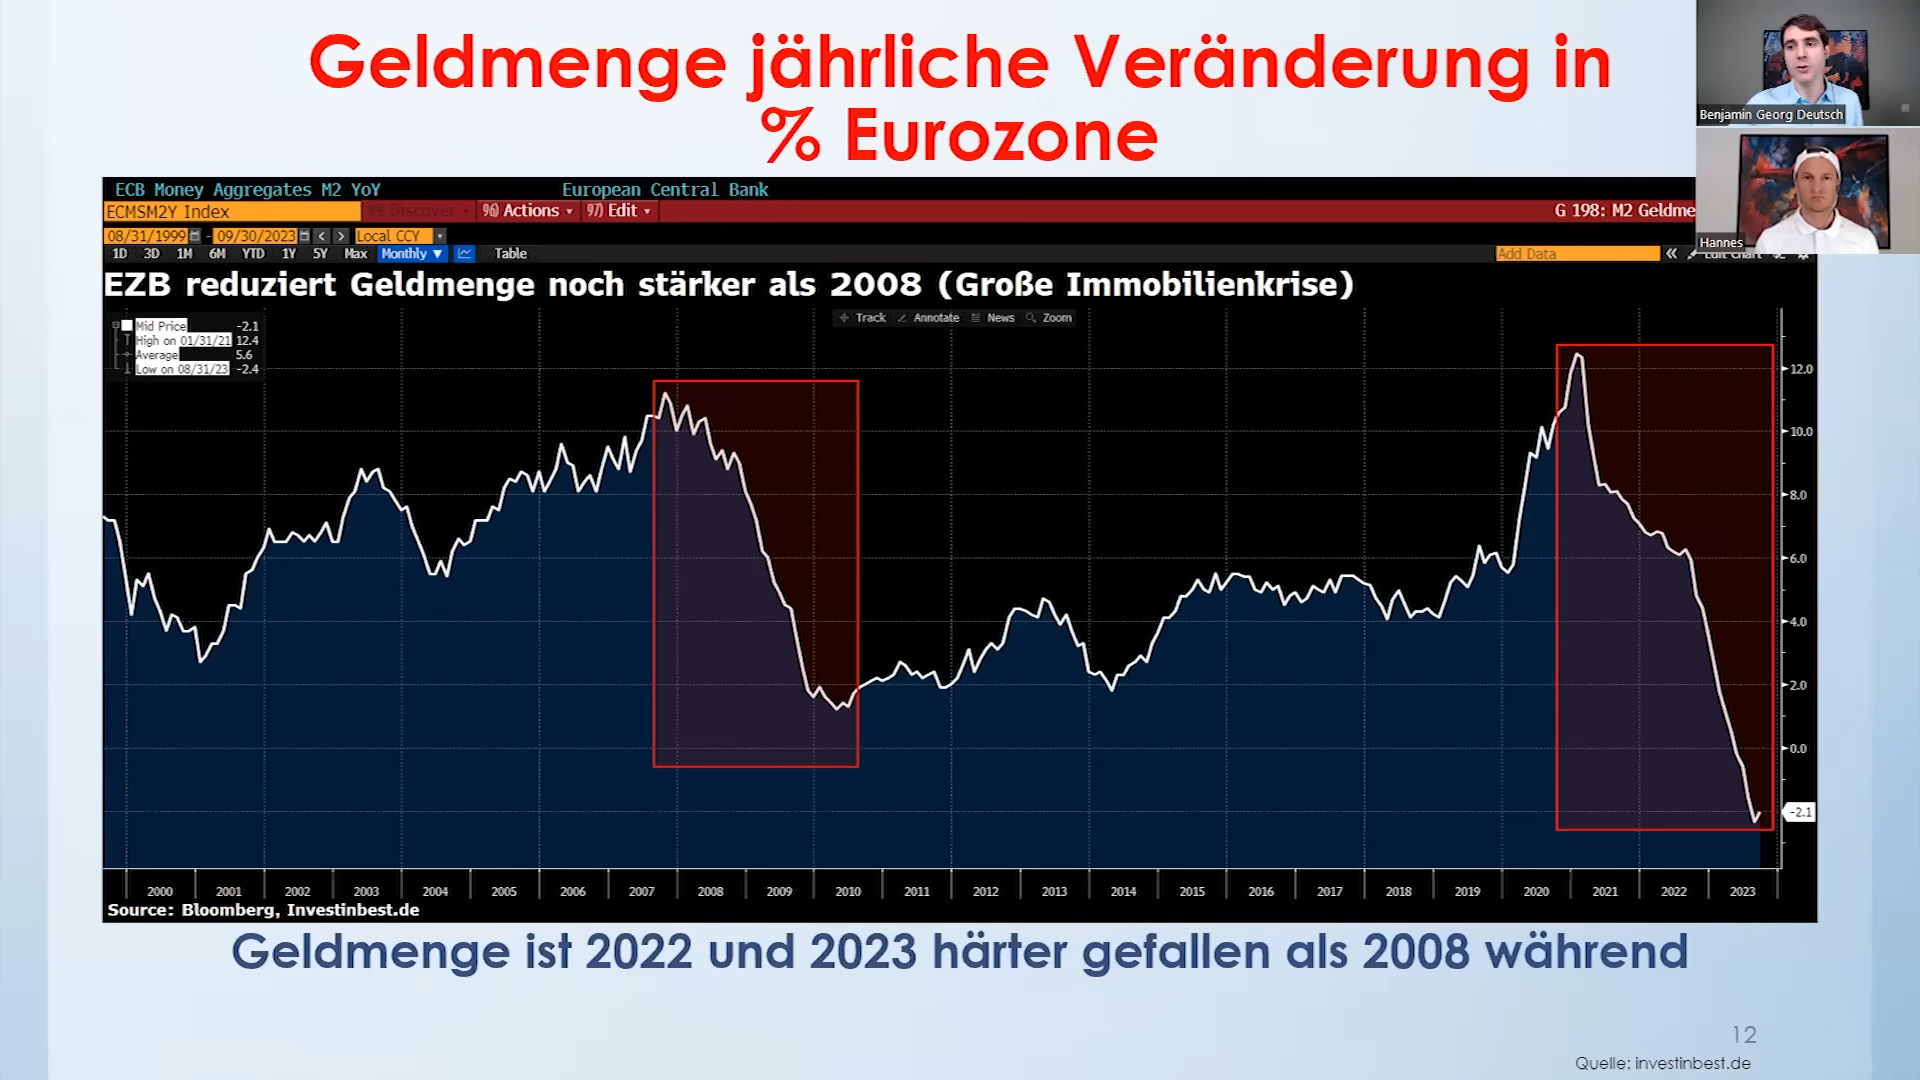 Geldmenge jährliche Veränderung in
% Eurozone
Benjamin Georg Deutsch
Hannes
ECB Money Aggregates M2 YoY European Central Bank
ECMSM2Y Index 96) Actions 97) Edit G 198: M2 Geldme
08/31/1999 - 09/30/2023 < > Local CCY
1D 3D 1M 6M YTD 1Y 5Y Max Monthly ▼ Table Add Data « Edit Chart
EZB reduziert Geldmenge noch stärker als 2008 (Große Immobilienkrise)
Track Annotate News Zoom
Mid Price -2.1
High on 01/31/21 12.4
Average 5.6
Low on 08/31/23 -2.4
12.0
10.0
8.0
6.0
4.0
2.0
0.0
-2.1
2000 2001 2002 2003 2004 2005 2006 2007 2008 2009 2010 2011 2012 2013 2014 2015 2016 2017 2018 2019 2020 2021 2022 2023
Source: Bloomberg, Investinbest.de
Geldmenge ist 2022 und 2023 härter gefallen als 2008 während
12
Quelle: investinbest.de